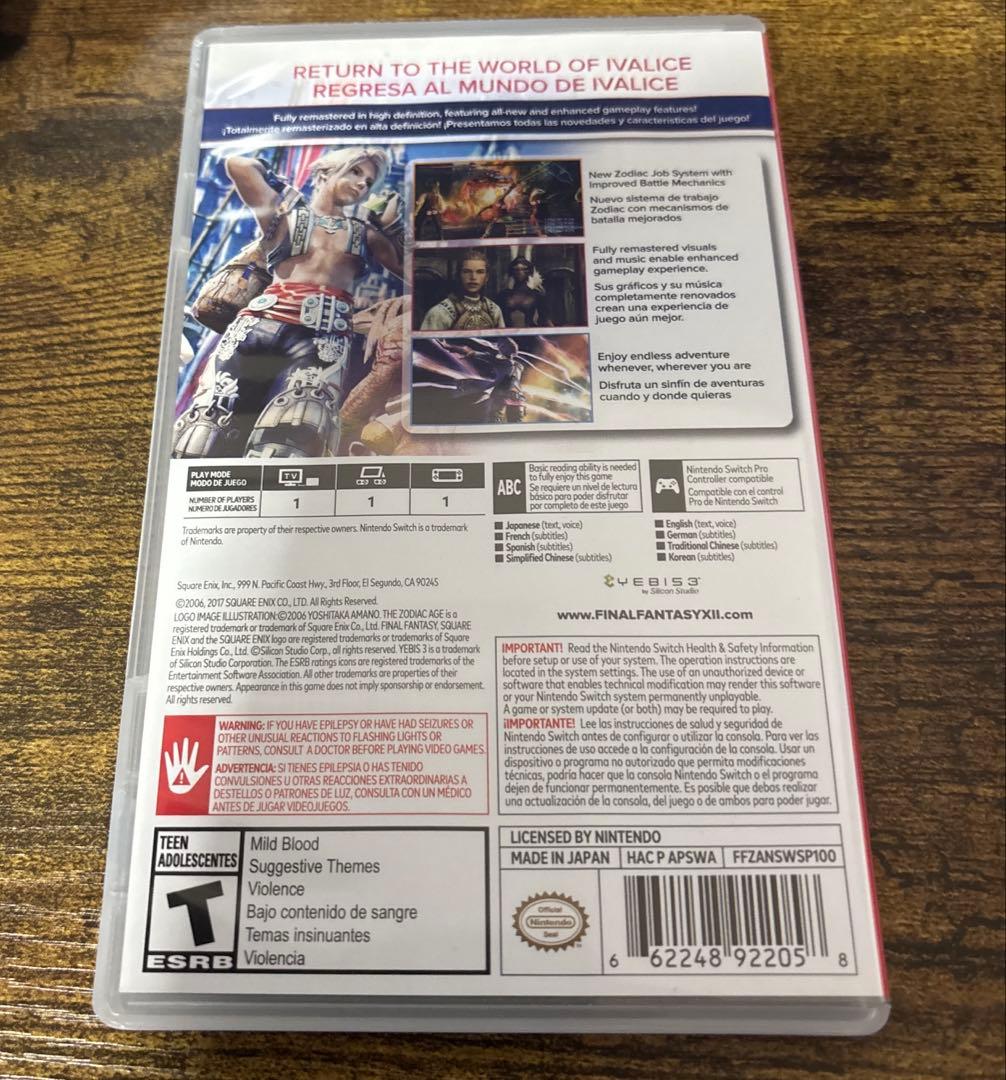 RETURN TO THE WORLD OF IVALICE
REGRESA AL MUNDO DE IVALICE
Fully remastered in high definition, featuring all-new and enhanced gameplay features!
¡Totalmente remasterizado en alta definición! ¡Presentamos todas las novedades y características del juego!
New Zodiac Job System with
Improved Battle Mechanics
Nuevo sistema de trabajo
Zodiac con mecanismos de
batalla mejorados
Fully remastered visuals
and music enable enhanced
gameplay experience.
Sus gráficos y su música
completamente renovados
crean una experiencia de
juego aún mejor.
Enjoy endless adventure
whenever, wherever you are
Disfruta un sinfín de aventuras
cuando y donde quieras
PLAY MODE
MODO DE JUEGO
TV
NUMBER OF PLAYERS
NUMERO DE JUGADORES
1 1 1
ABC
Basic reading ability is needed
to fully enjoy this game
Se requiere un nivel de lectura
básico para poder disfrutar
por completo de este juego
Nintendo Switch Pro
Controller compatible
Compatible con el control
Pro de Nintendo Switch
Trademarks are property of their respective owners. Nintendo Switch is a trademark
of Nintendo.
Japanese (text, voice)
French (subtitles)
Spanish (subtitles)
Simplified Chinese (subtitles)
English (text, voice)
German (subtitles)
Traditional Chinese (subtitles)
Korean (subtitles)
Square Enix, Inc., 999 N. Pacific Coast Hwy., 3rd Floor, El Segundo, CA 90245
YEBIS 3
by Silicon Studio
©2006, 2017 SQUARE ENIX CO., LTD. All Rights Reserved.
LOGO IMAGE ILLUSTRATION:©2006 YOSHITAKA AMANO. THE ZODIAC AGE is a
registered trademark or trademark of Square Enix Co., Ltd. FINAL FANTASY, SQUARE
ENIX and the SQUARE ENIX logo are registered trademarks or trademarks of Square
Enix Holdings Co., Ltd. ©Silicon Studio Corp., all rights reserved. YEBIS 3 is a trademark
of Silicon Studio Corporation. The ESRB ratings icons are registered trademarks of the
Entertainment Software Association. All other trademarks are properties of their
respective owners. Appearance in this game does not imply sponsorship or endorsement.
All rights reserved.
www.FINALFANTASYXII.com
IMPORTANT! Read the Nintendo Switch Health & Safety Information
before setup or use of your system. The operation instructions are
located in the system settings. The use of an unauthorized device or
software that enables technical modification may render this software
or your Nintendo Switch system permanently unplayable.
A game or system update (or both) may be required to play.
¡IMPORTANTE! Lee las instrucciones de salud y seguridad de
Nintendo Switch antes de configurar o utilizar la consola. Para ver las
instrucciones de uso accede a la configuración de la consola. Usar un
dispositivo o programa no autorizado que permita modificaciones
técnicas, podría hacer que la consola Nintendo Switch o el programa
dejen de funcionar permanentemente. Es posible que debas realizar
una actualización de la consola, del juego o de ambos para poder jugar.
WARNING: IF YOU HAVE EPILEPSY OR HAVE HAD SEIZURES OR
OTHER UNUSUAL REACTIONS TO FLASHING LIGHTS OR
PATTERNS, CONSULT A DOCTOR BEFORE PLAYING VIDEO GAMES.
ADVERTENCIA: SI TIENES EPILEPSIA O HAS TENIDO
CONVULSIONES U OTRAS REACCIONES EXTRAORDINARIAS A
DESTELLOS O PATRONES DE LUZ, CONSULTA CON UN MÉDICO
ANTES DE JUGAR VIDEOJUEGOS.
TEEN
ADOLESCENTES
T
ESRB
Mild Blood
Suggestive Themes
Violence
Bajo contenido de sangre
Temas insinuantes
Violencia
LICENSED BY NINTENDO
MADE IN JAPAN HAC P APSWA FFZANSWSP100
Official
Nintendo
Seal
6 62248 92205 8